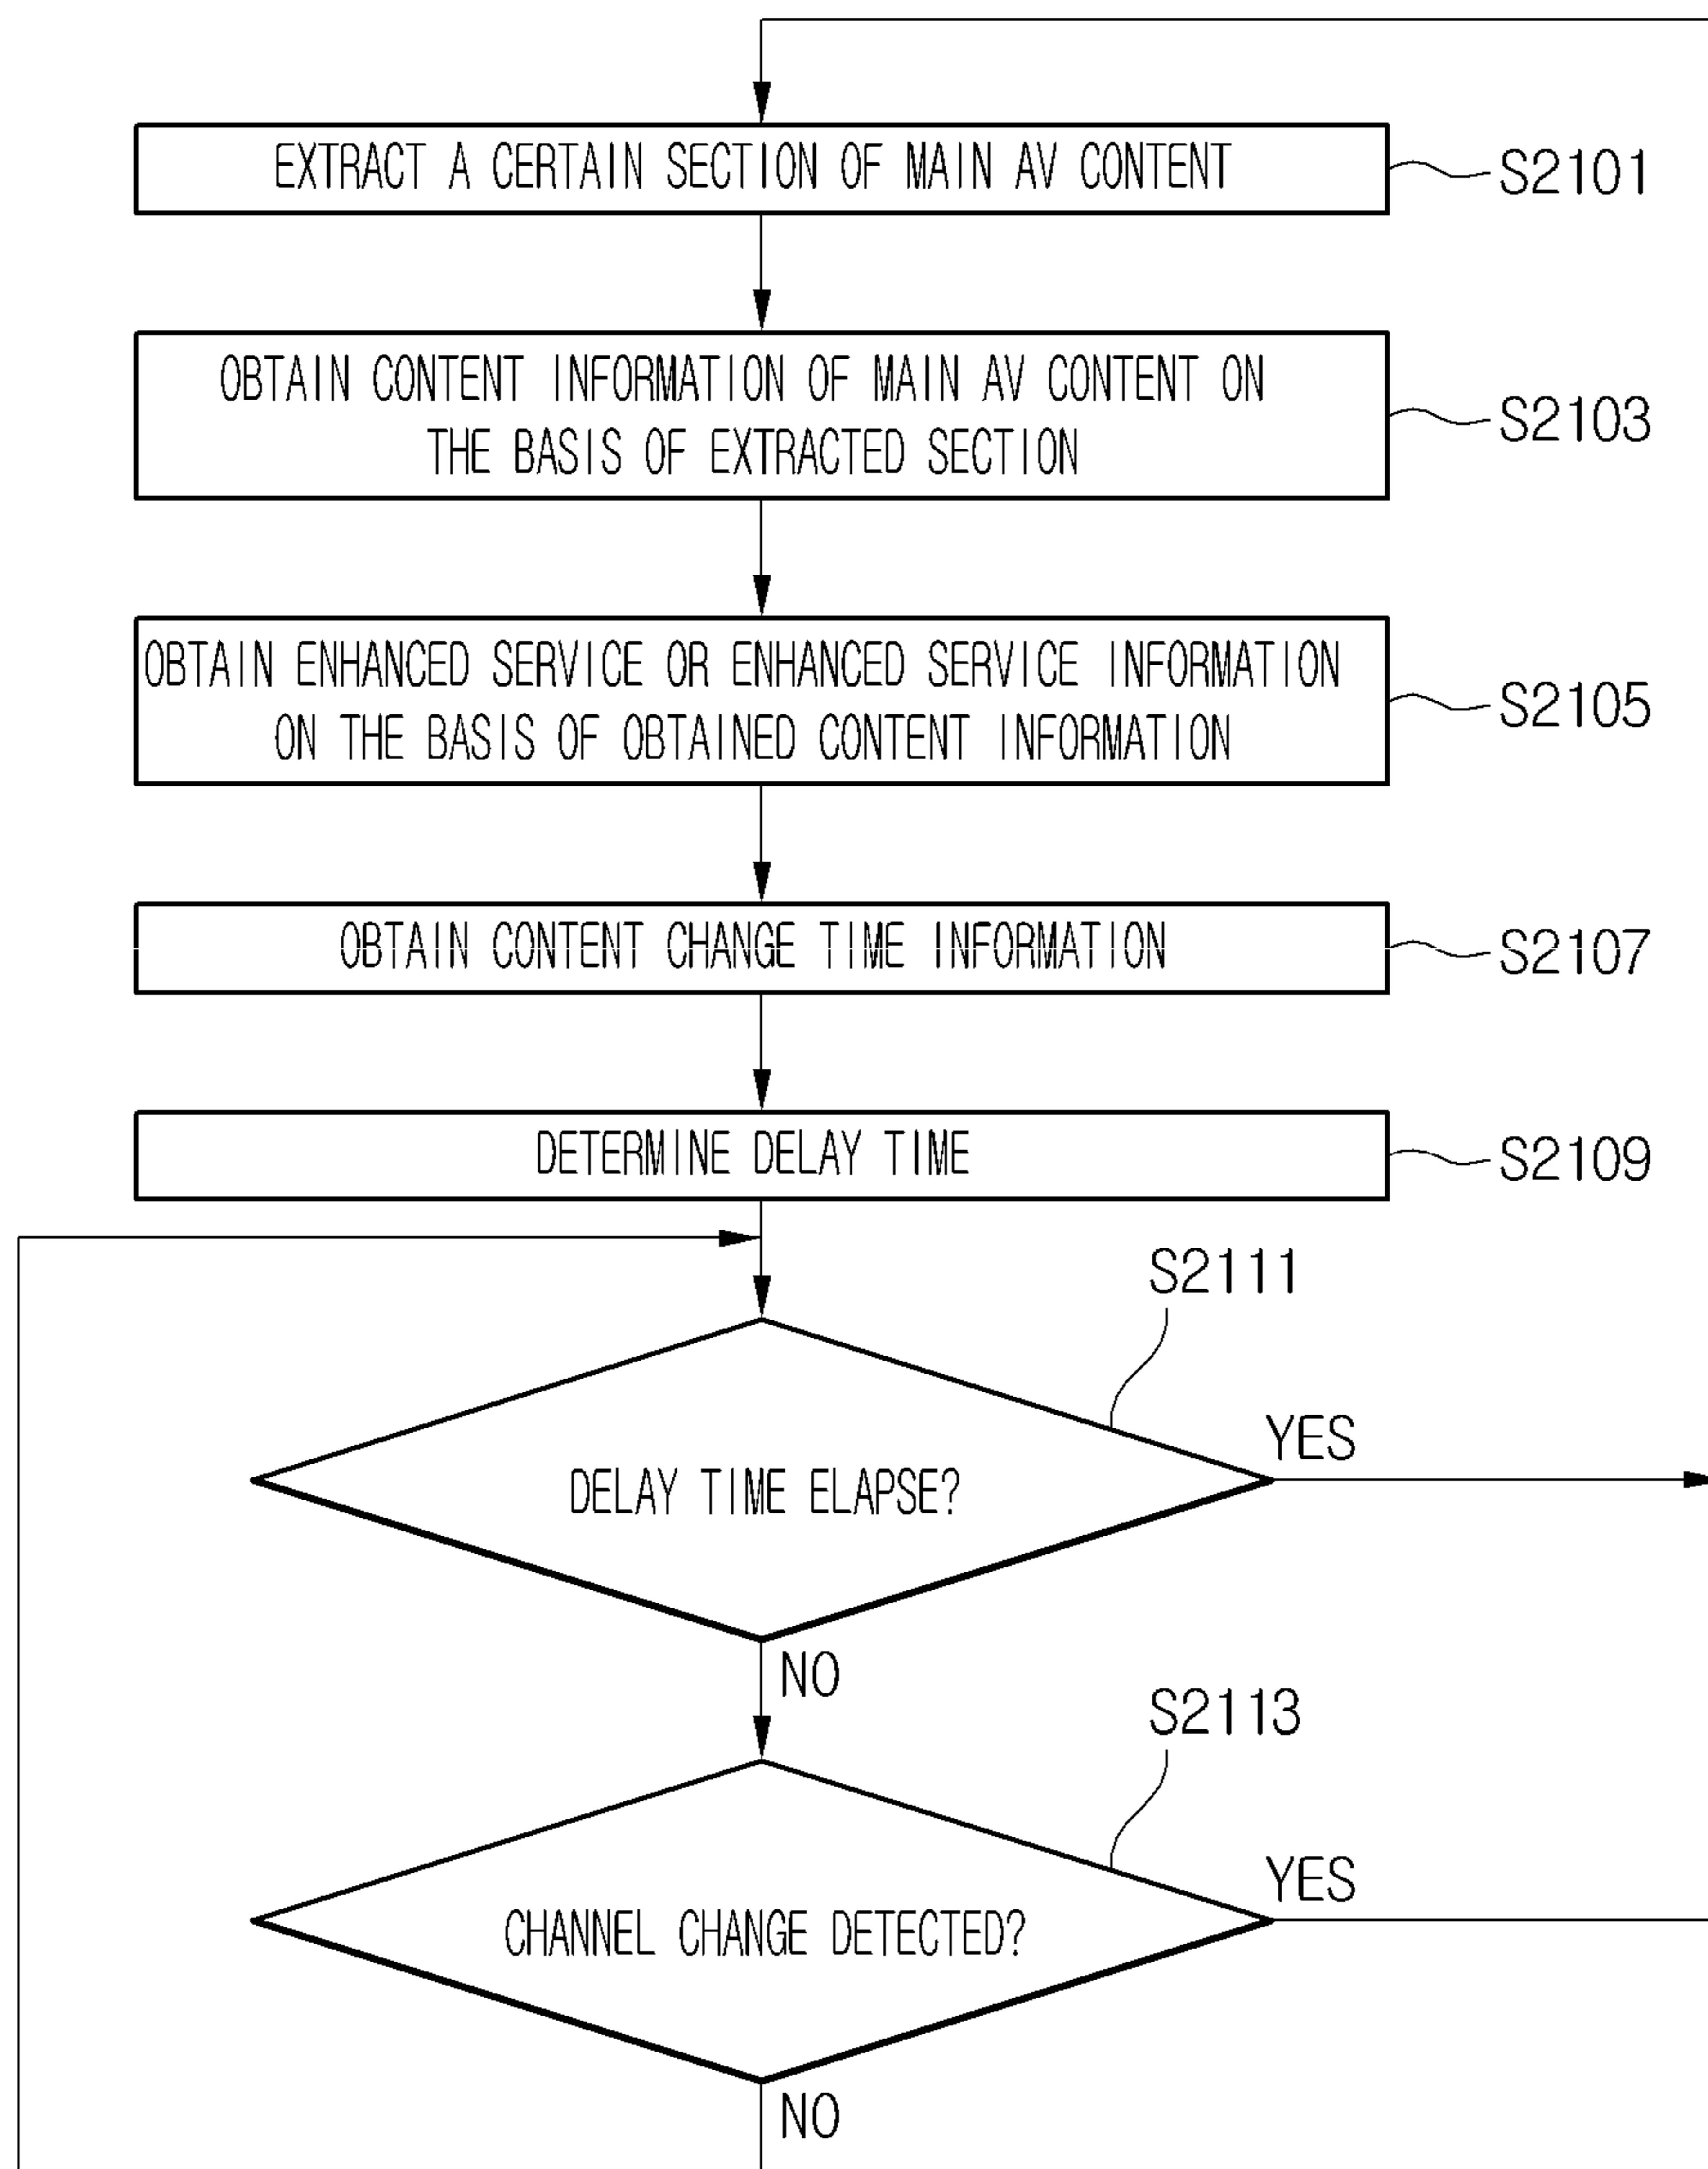 EXTRACT A CERTAIN SECTION OF MAIN AV CONTENT
S2101
OBTAIN CONTENT INFORMATION OF MAIN AV CONTENT ON
THE BASIS OF EXTRACTED SECTION
S2103
OBTAIN ENHANCED SERVICE OR ENHANCED SERVICE INFORMATION
ON THE BASIS OF OBTAINED CONTENT INFORMATION
S2105
OBTAIN CONTENT CHANGE TIME INFORMATION
S2107
DETERMINE DELAY TIME
S2109
S2111
DELAY TIME ELAPSE?
YES
NO
S2113
CHANNEL CHANGE DETECTED?
YES
NO